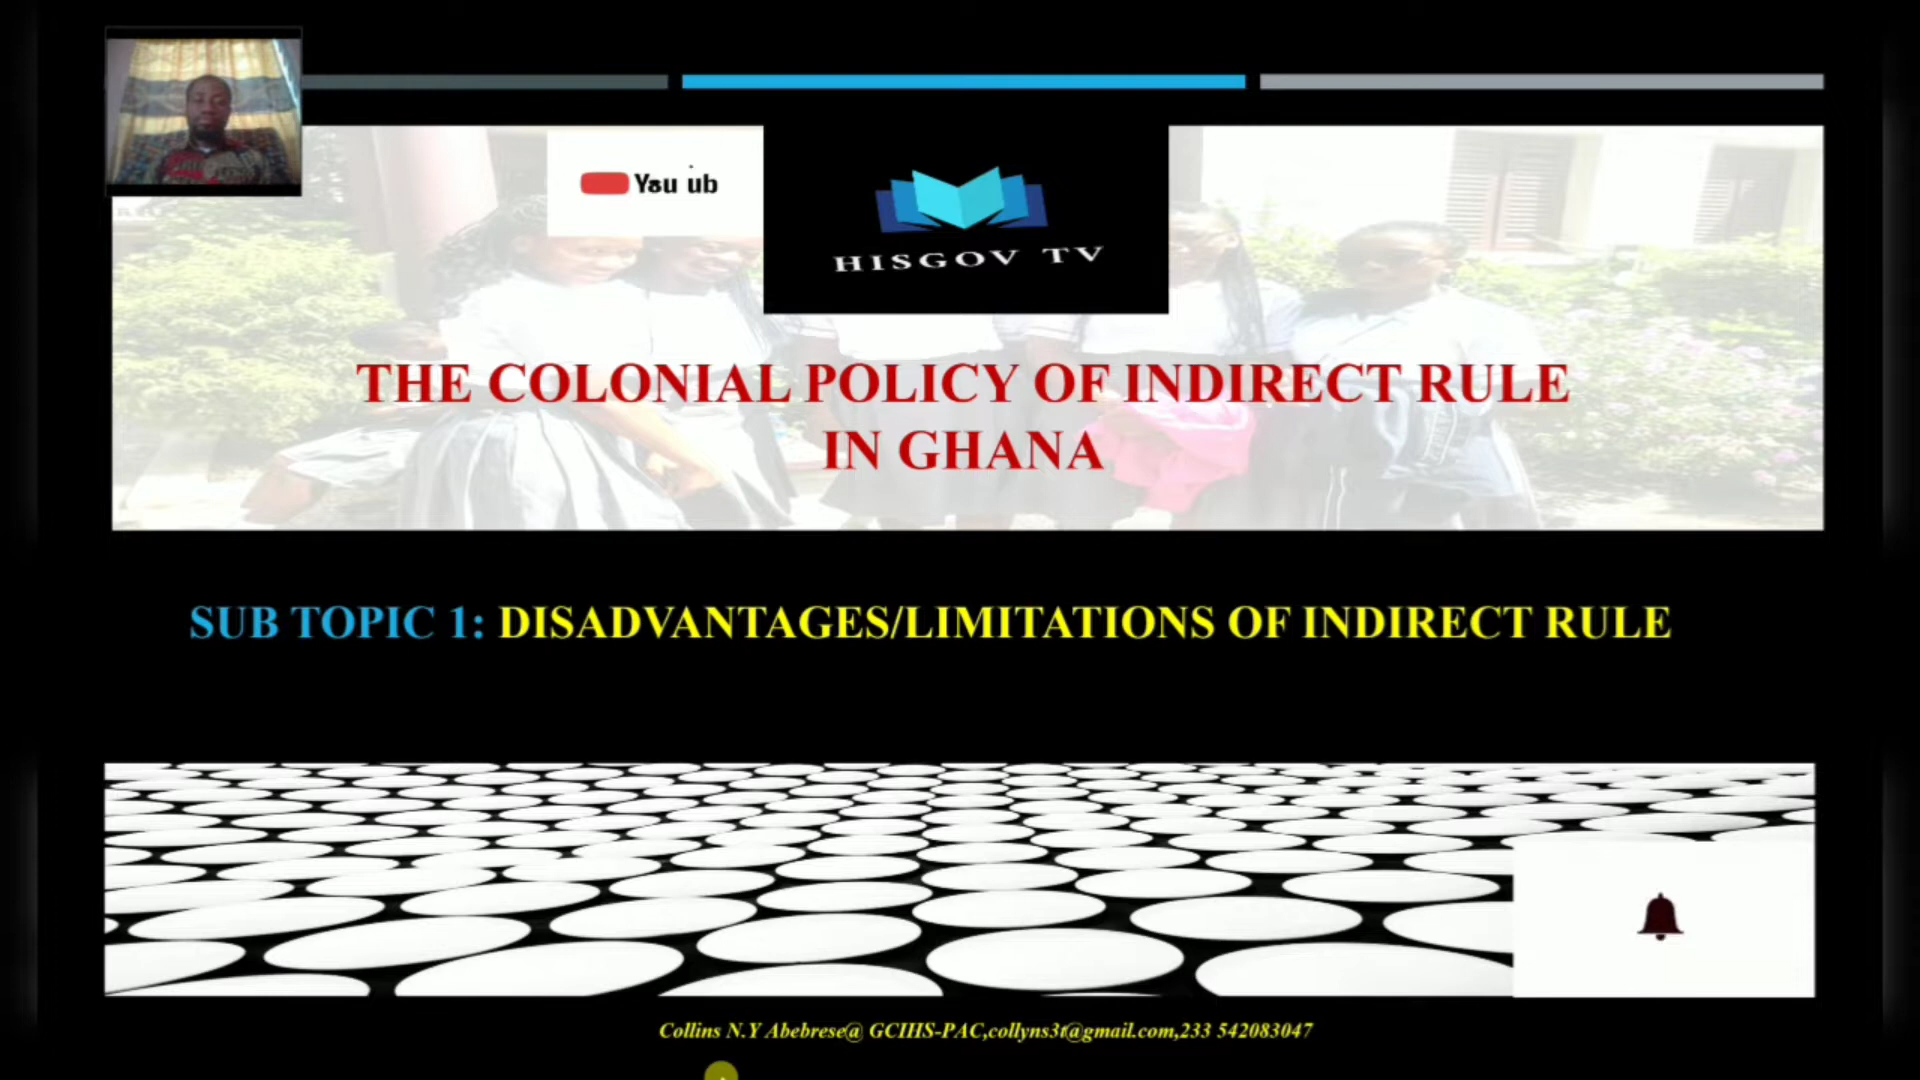 You ub
HISGOV TV
THE COLONIAL POLICY OF INDIRECT RULE
IN GHANA
SUB TOPIC 1: DISADVANTAGES/LIMITATIONS OF INDIRECT RULE
Collins N.Y Abebrese@ GCIHS-PAC,collyns3t@gmail.com,233 542083047